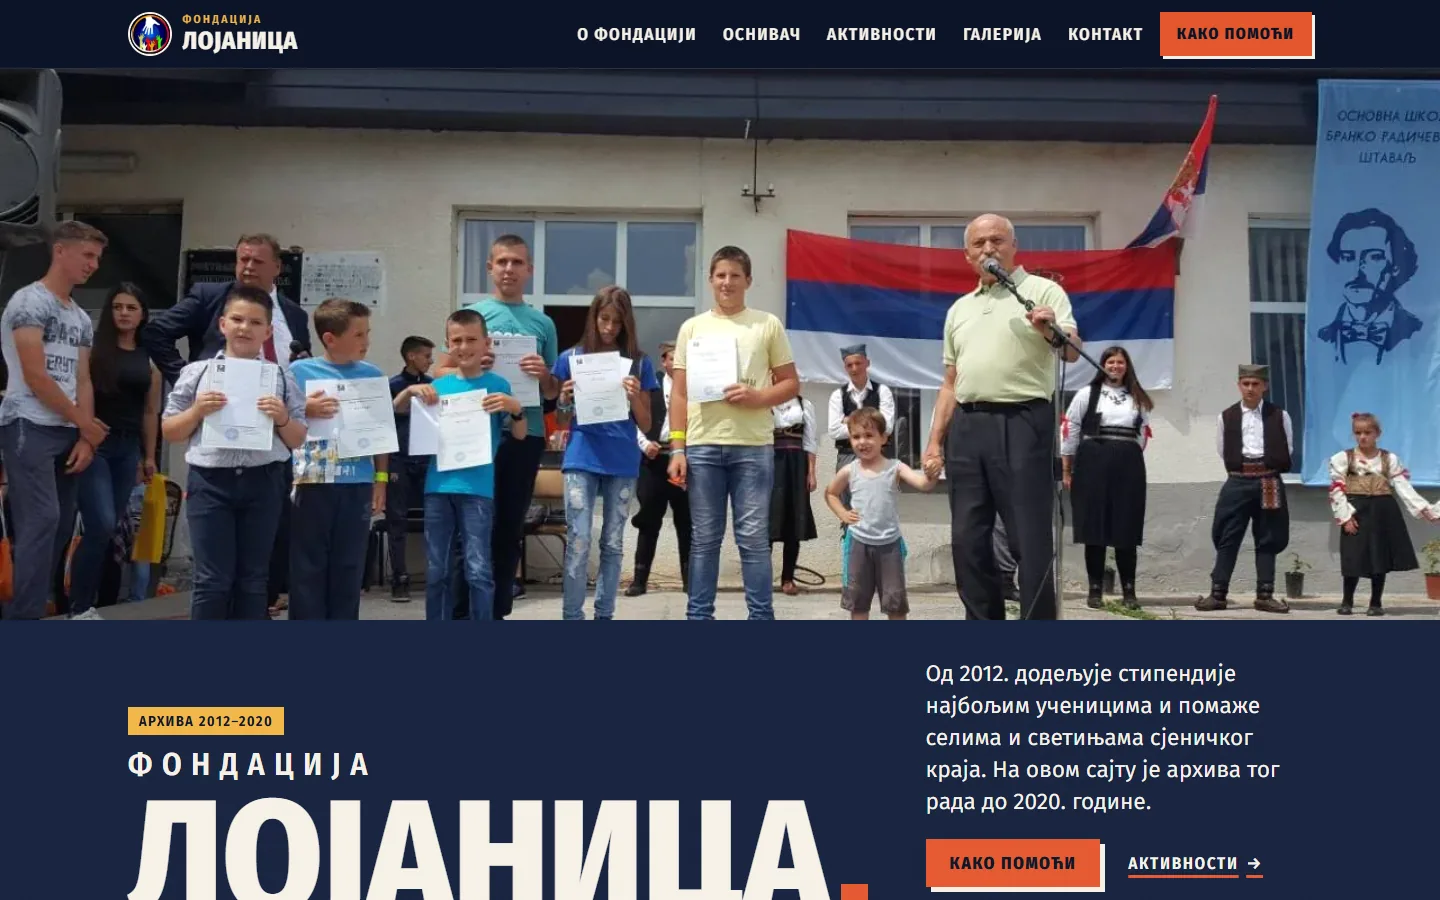 ФОНДАЦИЈА
ЛОЈАНИЦА
О ФОНДАЦИЈИ
ОСНИВАЧ
АКТИВНОСТИ
ГАЛЕРИЈА
КОНТАКТ
КАКО ПОМОЋИ
ОСНОВНА ШКО
БРАНКО РАДИЧЕВ
ШТАВАЉ
Од 2012. додељује стипендије
најбољим ученицима и помаже
селима и светињама сјеничког
краја. На овом сајту је архива тог
рада до 2020. године.
АРХИВА 2012–2020
ФОНДАЦИЈА
ЛОЈАНИЦА.
КАКО ПОМОЋИ
АКТИВНОСТИ →